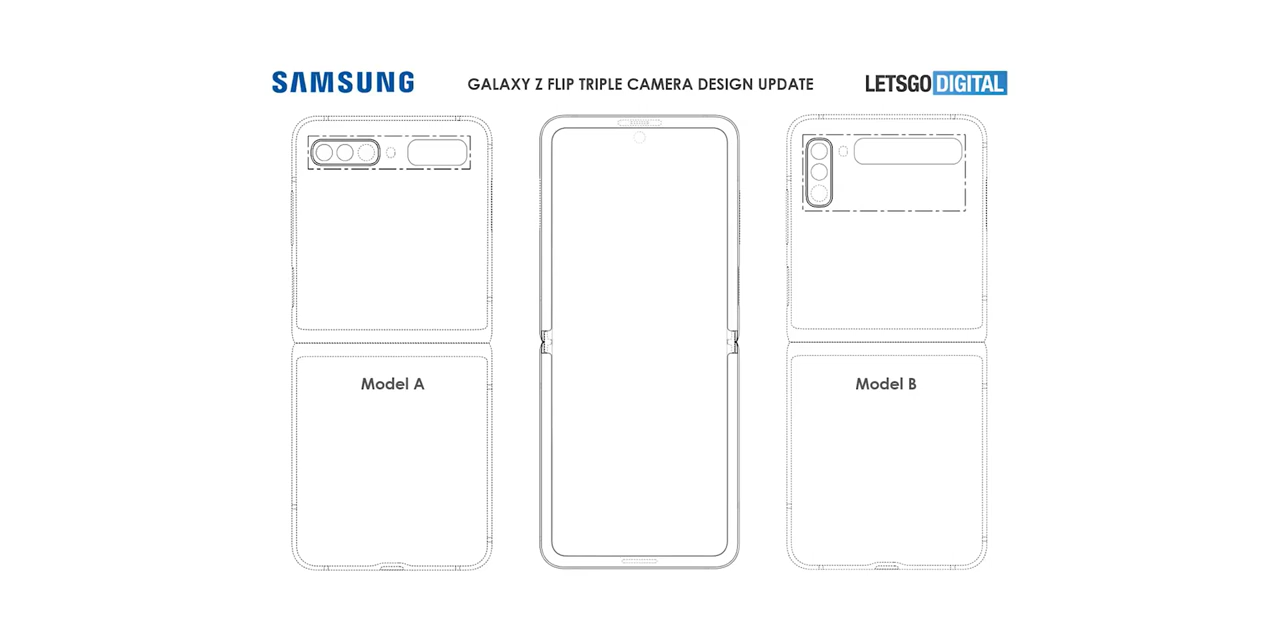 SAMSUNG
GALAXY Z FLIP TRIPLE CAMERA DESIGN UPDATE
LETSGODIGITAL
Model A
Model B